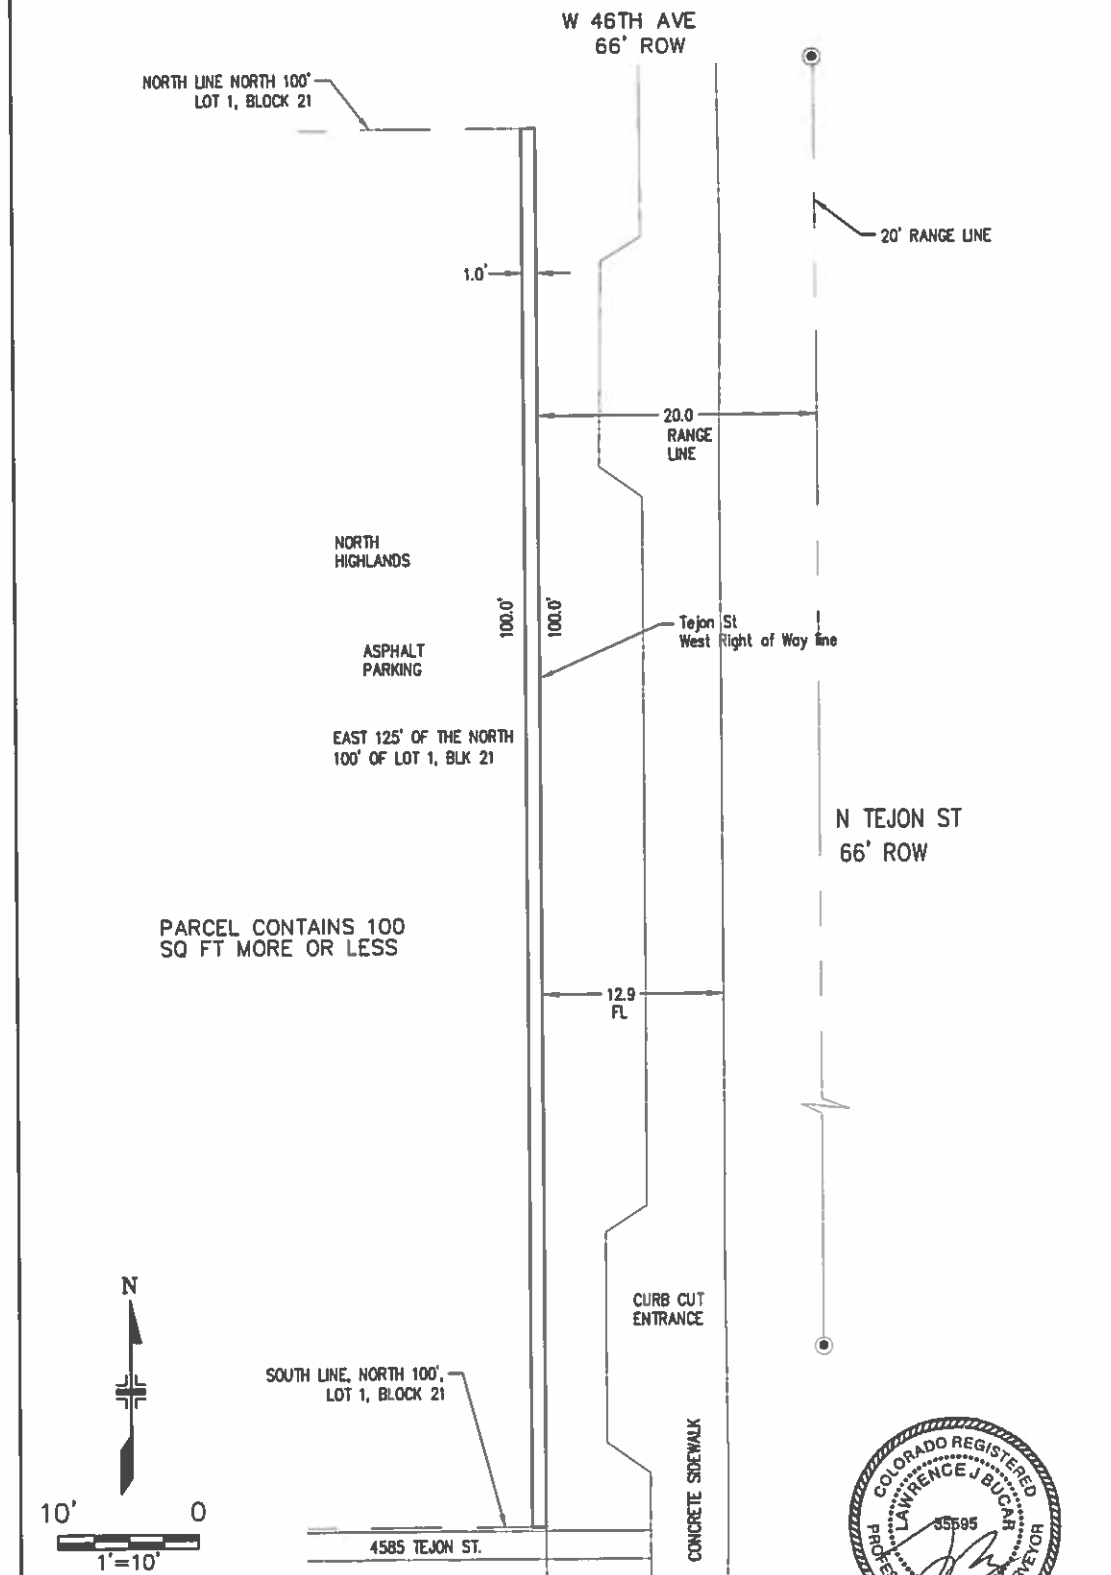 W 46TH AVE
66' ROW
NORTH LINE NORTH 100'
LOT 1, BLOCK 21
20' RANGE LINE
1.0'
20.0
RANGE
LINE
NORTH
HIGHLANDS
100.0'
100.0'
Tejon St
West Right of Way line
ASPHALT
PARKING
EAST 125' OF THE NORTH
100' OF LOT 1, BLK 21
N TEJON ST
66' ROW
PARCEL CONTAINS 100
SQ FT MORE OR LESS
12.9
FL
N
CURB CUT
ENTRANCE
SOUTH LINE, NORTH 100',
LOT 1, BLOCK 21
CONCRETE SIDEWALK
10' 0
1'=10'
4585 TEJON ST.
COLORADO REGISTERED
LAWRENCE J BUCAR
35595